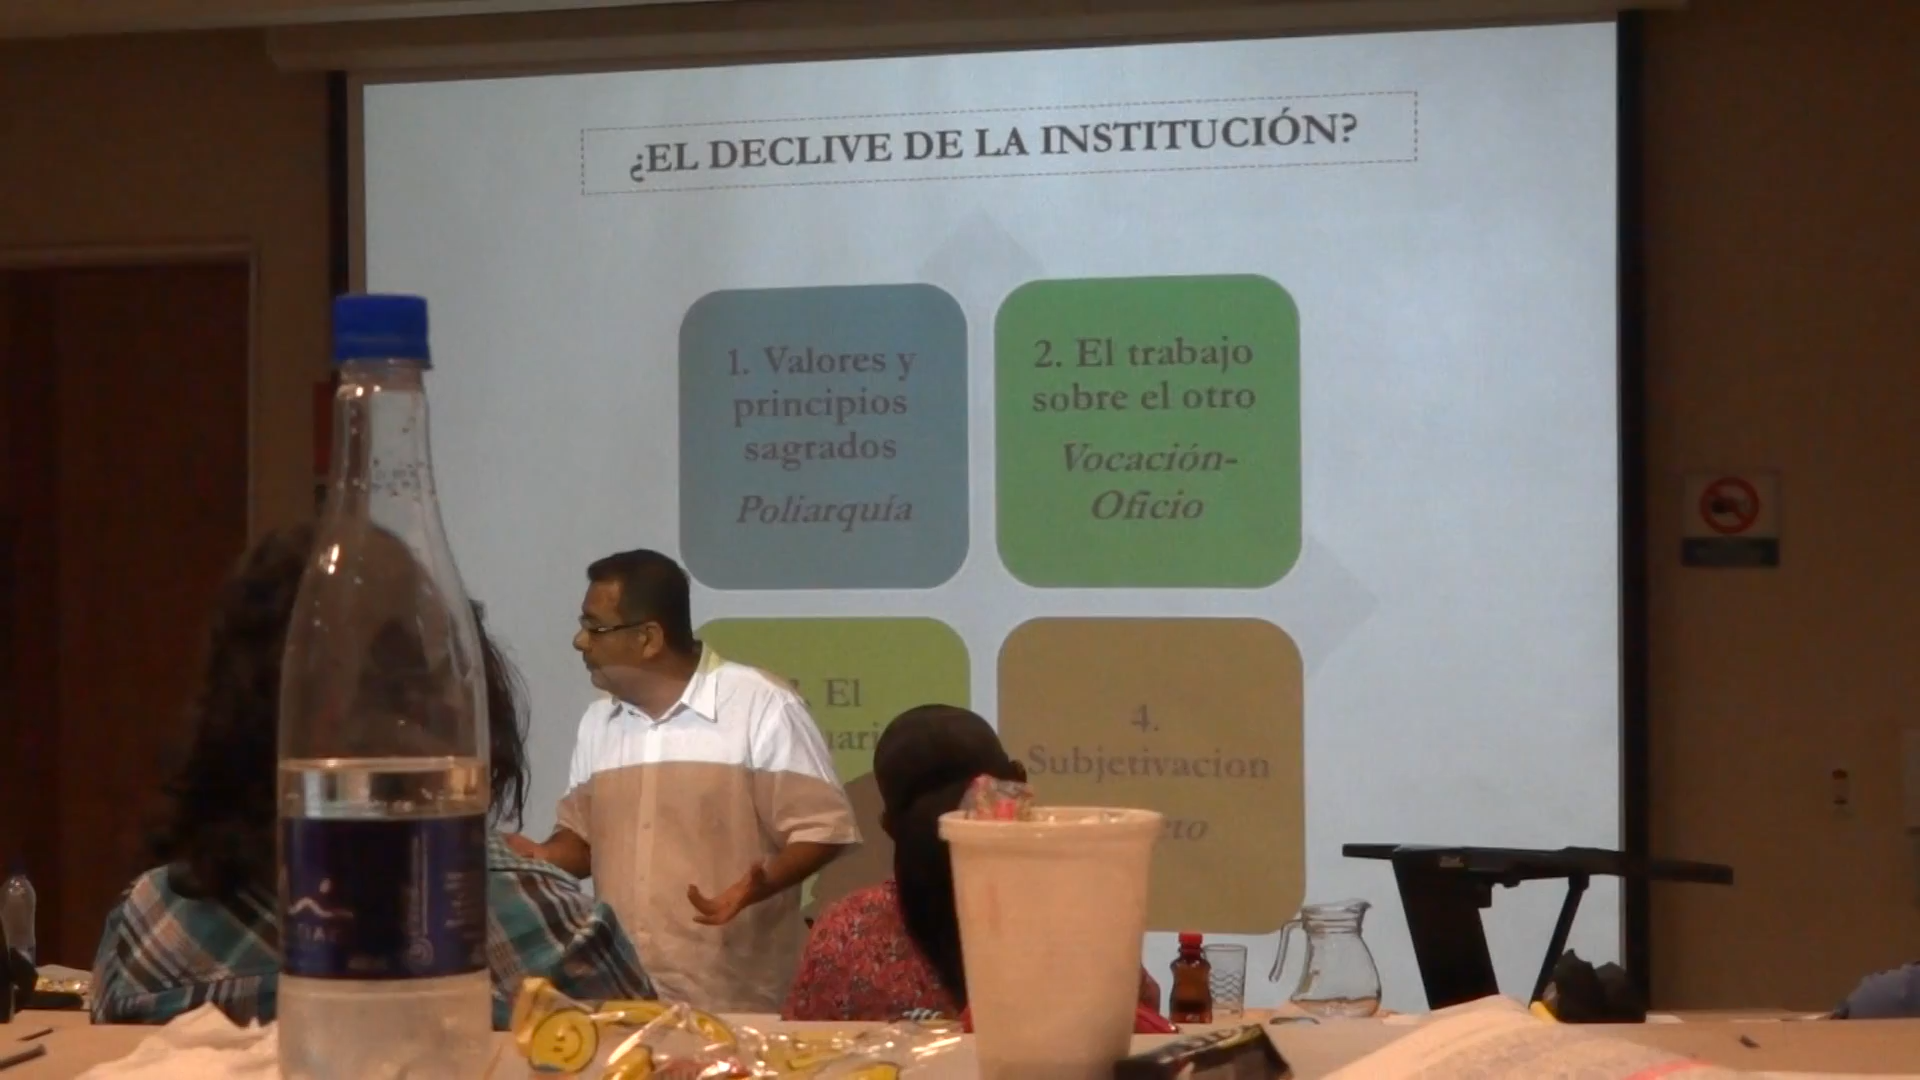 ¿EL DECLIVE DE LA INSTITUCIÓN?
1. Valores y
principios
sagrados
Poliarquía
2. El trabajo
sobre el otro
Vocación-
Oficio
El
4.
Subjetivacion